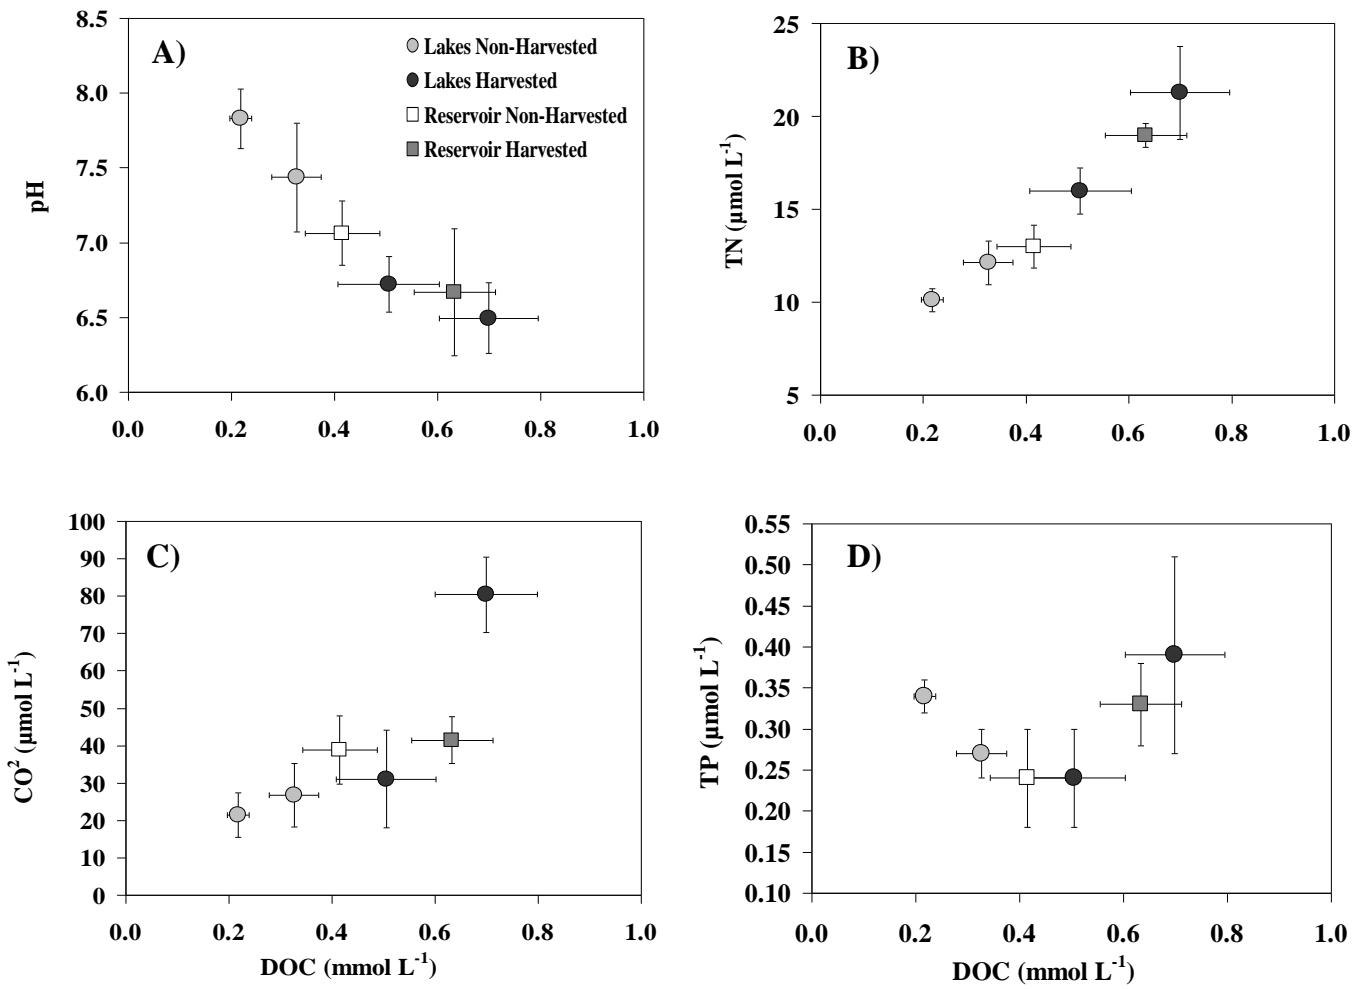 A)
8.5
8.0
7.5
7.0
6.5
6.0
pH
Lakes Non-Harvested
Lakes Harvested
Reservoir Non-Harvested
Reservoir Harvested
0.0 0.2 0.4 0.6 0.8 1.0
B)
25
20
15
10
5
TN (µmol L⁻¹)
0.0 0.2 0.4 0.6 0.8 1.0
C)
100
90
80
70
60
50
40
30
20
10
0
CO² (µmol L⁻¹)
0.0 0.2 0.4 0.6 0.8 1.0
DOC (mmol L⁻¹)
D)
0.55
0.50
0.45
0.40
0.35
0.30
0.25
0.20
0.15
0.10
TP (µmol L⁻¹)
0.0 0.2 0.4 0.6 0.8 1.0
DOC (mmol L⁻¹)